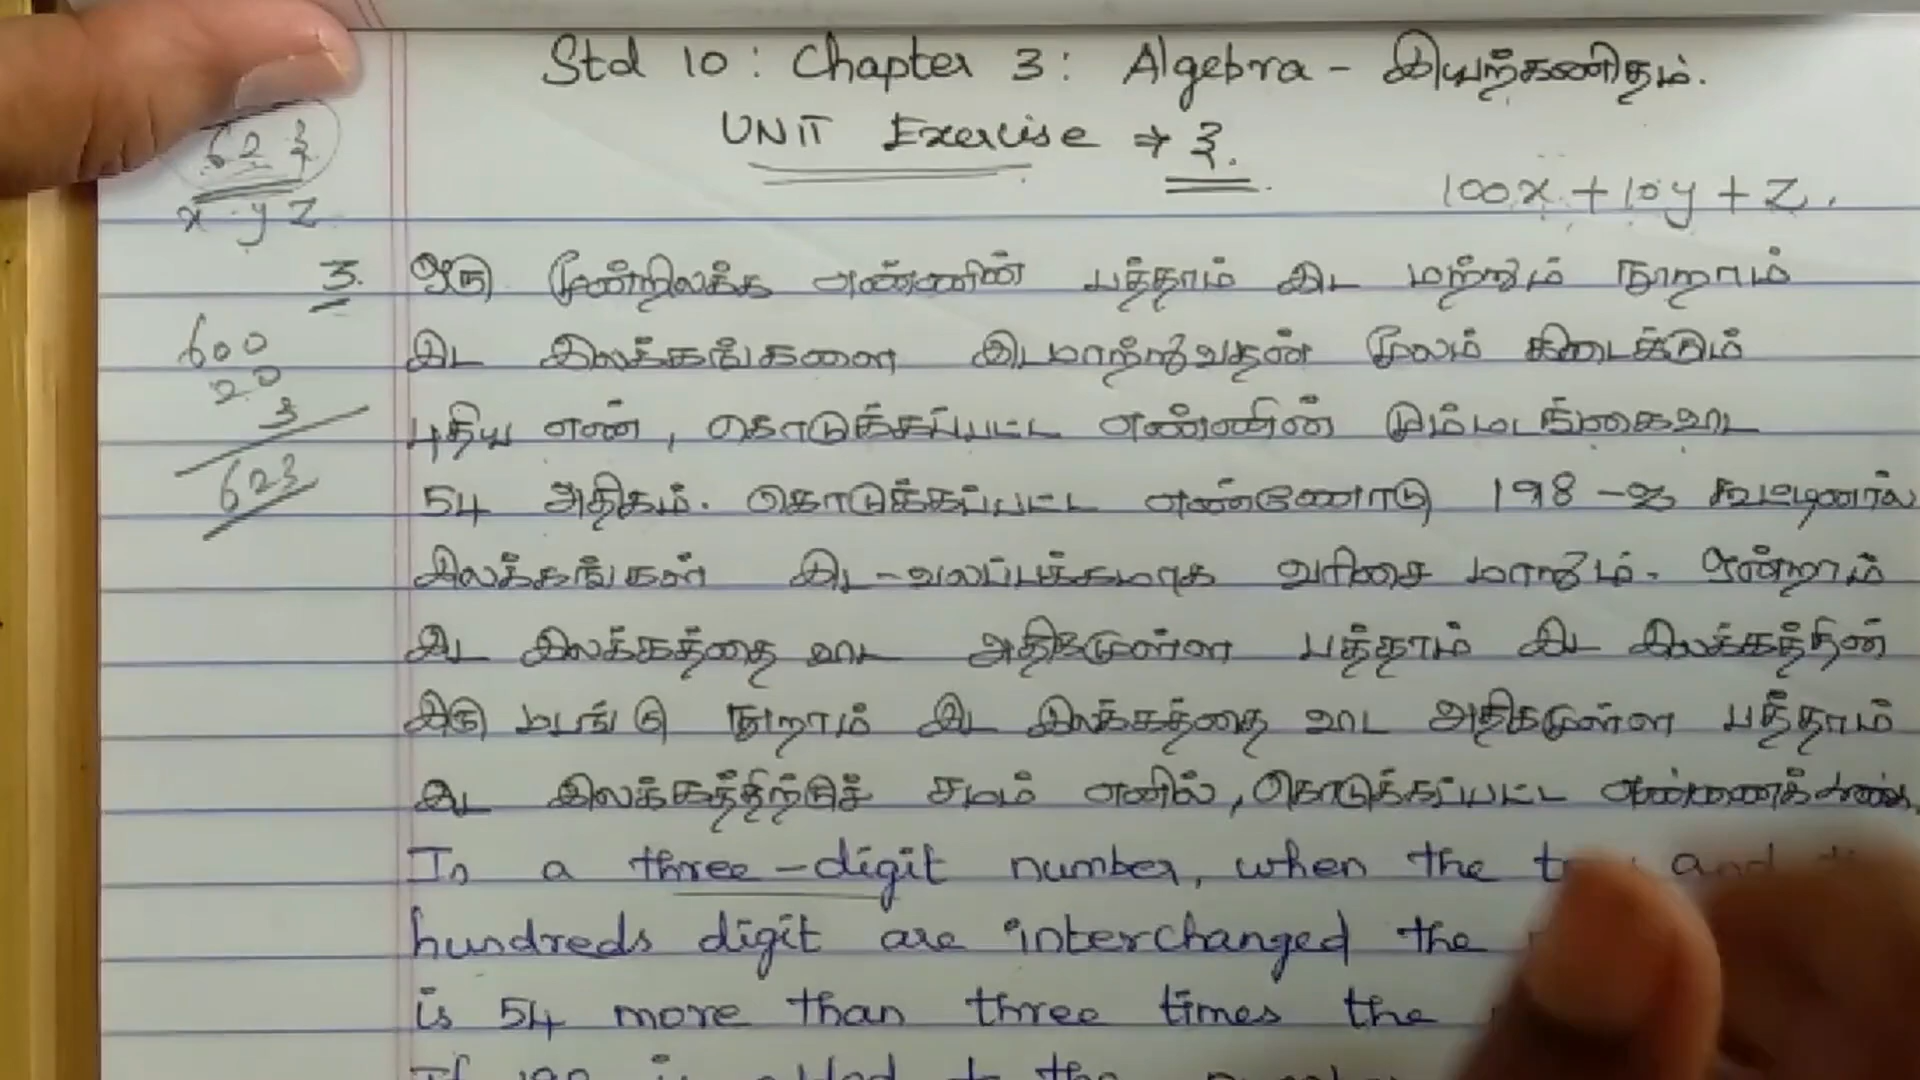 Std 10 : Chapter 3 : Algebra - இயற்கணிதம்.
UNIT Exercise → 3.
623
x y z
100x + 10y + z.
3. ஒரு மூன்றிலக்க எண்ணின் பத்தாம் இட மற்றும் நூறாம்
இட இலக்கங்களை இடமாற்றுவதன் மூலம் கிடைக்கும்
புதிய எண், கொடுக்கப்பட்ட எண்ணின் மும்மடங்கைவிட
54 அதிகம். கொடுக்கப்பட்ட எண்ணோடு 198-ஐ கூட்டினால்
இலக்கங்கள் இட-வலப்பக்கமாக வரிசை மாறும். ஒன்றாம்
இட இலக்கத்தை விட அதிகமுள்ள பத்தாம் இட இலக்கத்தின்
இரு மடங்கு நூறாம் இட இலக்கத்தை விட அதிகமுள்ள பத்தாம்
இட இலக்கத்திற்குச் சமம் எனில், கொடுக்கப்பட்ட
600
20
3
623
In a three-digit number, when the and
hundreds digit are interchanged the
is 54 more than three times the